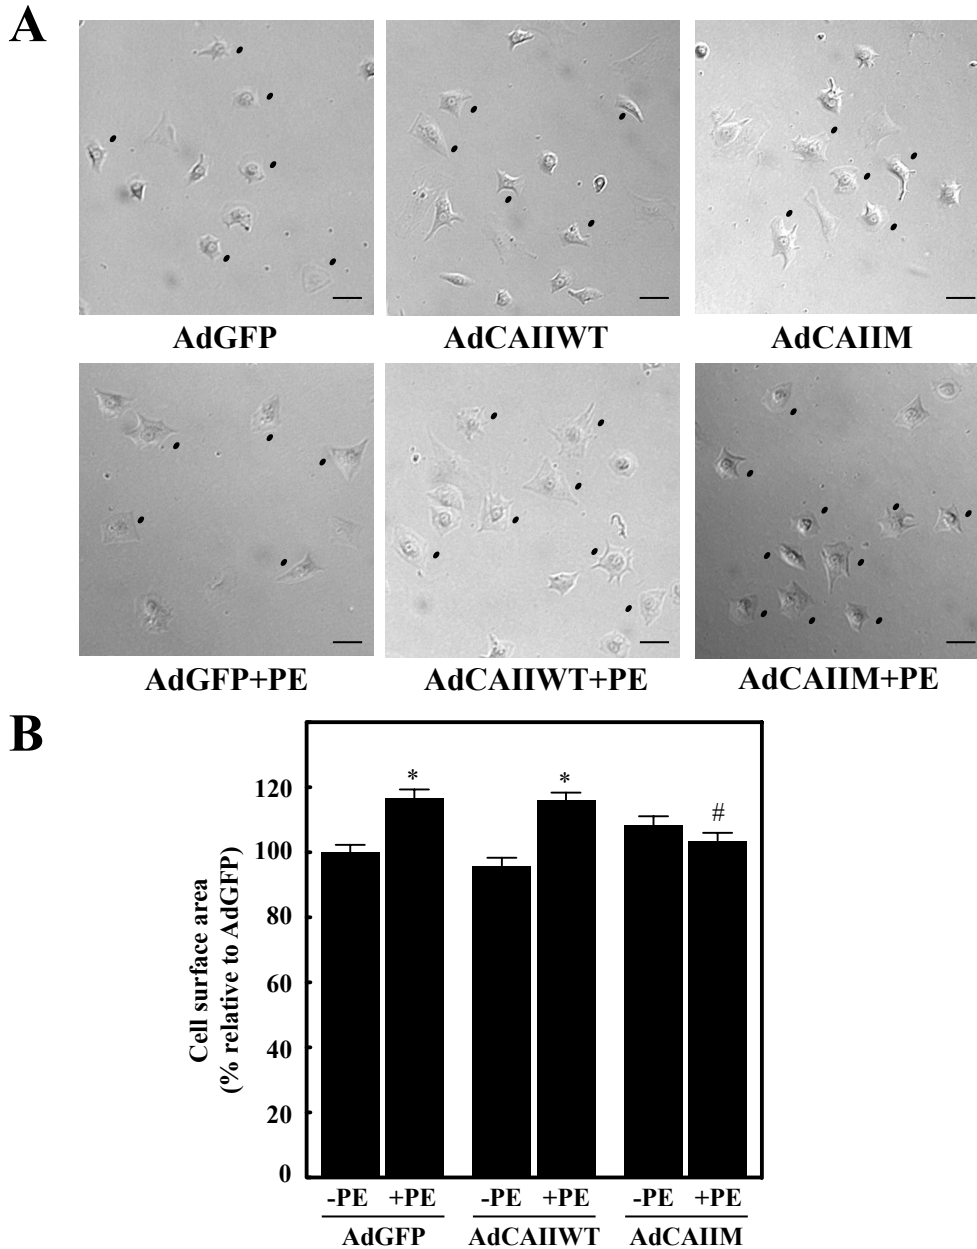 A
AdGFP AdCAIIWT AdCAIIM
AdGFP+PE AdCAIIWT+PE AdCAIIM+PE
B
Cell surface area
(% relative to AdGFP)
120
100
80
60
40
20
0
* * #
-PE +PE -PE +PE -PE +PE
AdGFP AdCAIIWT AdCAIIM